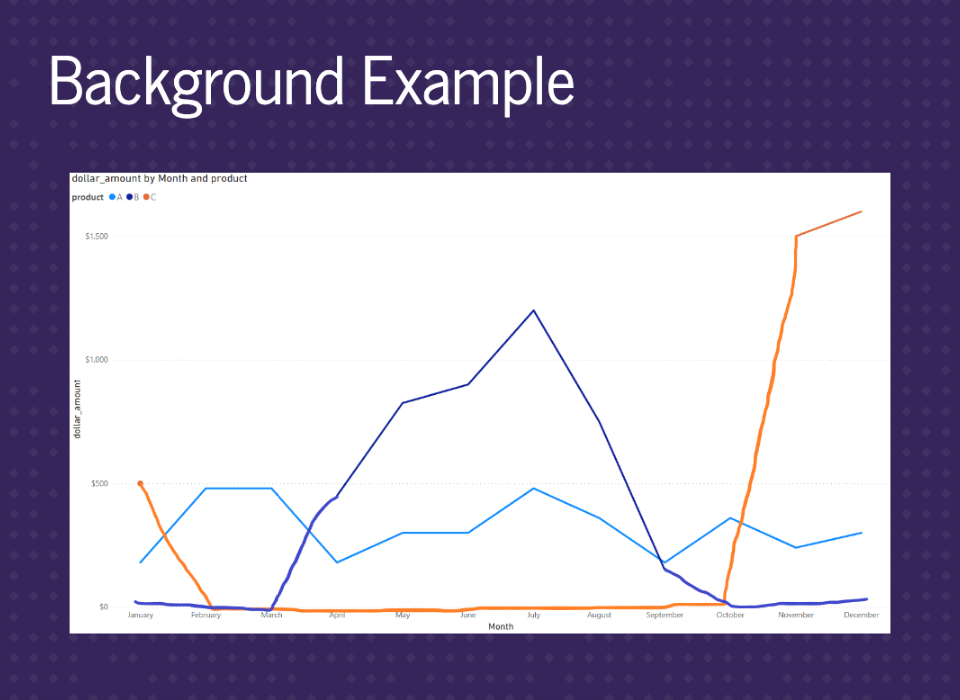 Background Example
dollar_amount by Month and product
product A B C
$1,500
$1,000
$500
$0
dollar_amount
January February March April May June July August September October November December
Month